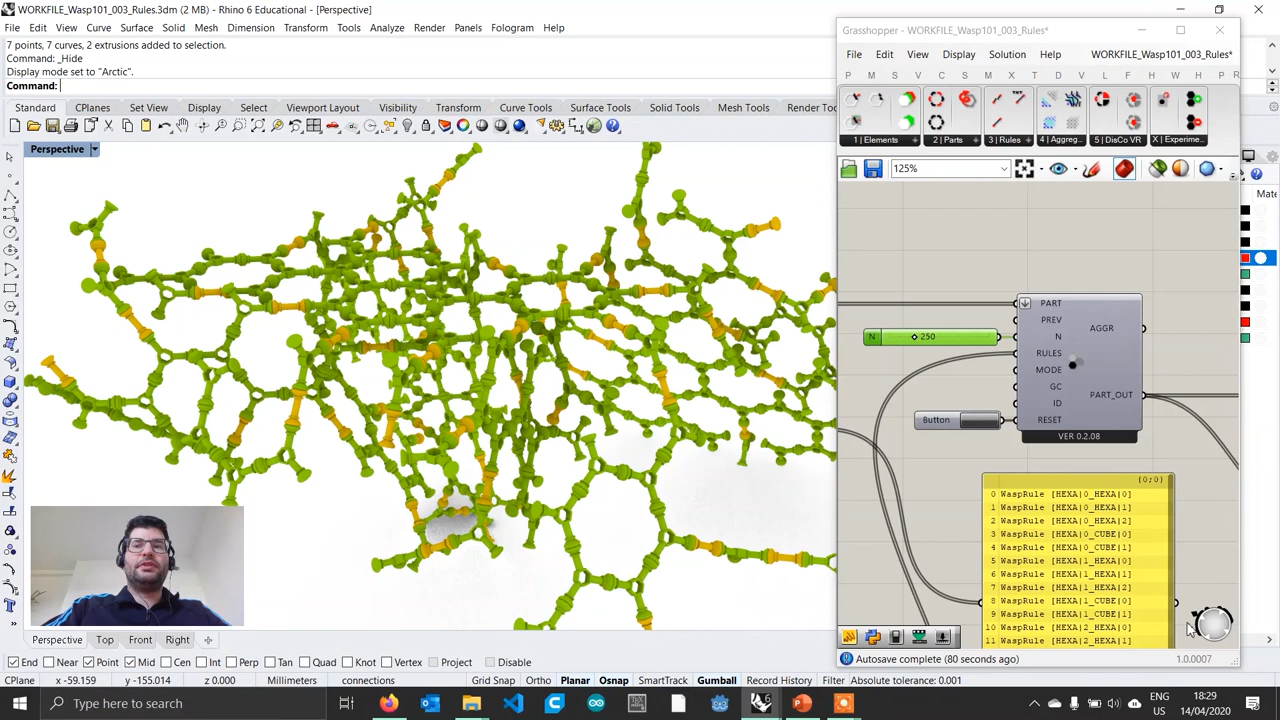 WORKFILE_Wasp101_003_Rules.3dm (2 MB) - Rhino 6 Educational - [Perspective]
File Edit View Curve Surface Solid Mesh Dimension Transform Tools Analyze Render Panels Fologram Help
7 points, 7 curves, 2 extrusions added to selection.
Command: _Hide
Display mode set to "Arctic".
Command:
Standard CPlanes Set View Display Select Viewport Layout Visibility Transform Curve Tools Surface Tools Solid Tools Mesh Tools Render Too
Perspective
Grasshopper - WORKFILE_Wasp101_003_Rules*
File Edit View Display Solution Help WORKFILE_Wasp101_003_Rules*
P M S V C S M X T D V L F K H W S C P R
1 | Elements 2 | Parts 3 | Rules 4 | Aggreg... 5 | DisCo VR X | Experime...
125%
Mate
PART
PREV
N
RULES
MODE
GC
ID
RESET
AGGR
PART_OUT
VER 0.2.08
N 250
Button
{0;0}
0 WaspRule [HEXA|0_HEXA|0]
1 WaspRule [HEXA|0_HEXA|1]
2 WaspRule [HEXA|0_HEXA|2]
3 WaspRule [HEXA|0_CUBE|0]
4 WaspRule [HEXA|0_CUBE|1]
5 WaspRule [HEXA|1_HEXA|0]
6 WaspRule [HEXA|1_HEXA|1]
7 WaspRule [HEXA|1_HEXA|2]
8 WaspRule [HEXA|1_CUBE|0]
9 WaspRule [HEXA|1_CUBE|1]
10 WaspRule [HEXA|2_HEXA|0]
11 WaspRule [HEXA|2_HEXA|1]
Autosave complete (80 seconds ago) 1.0.0007
Perspective Top Front Right
End Near Point Mid Cen Int Perp Tan Quad Knot Vertex Project Disable
CPlane x -59.159 y -155.014 z 0.000 Millimeters connections Grid Snap Ortho Planar Osnap SmartTrack Gumball Record History Filter Absolute tolerance: 0.001
Type here to search
ENG
US
18:29
14/04/2020